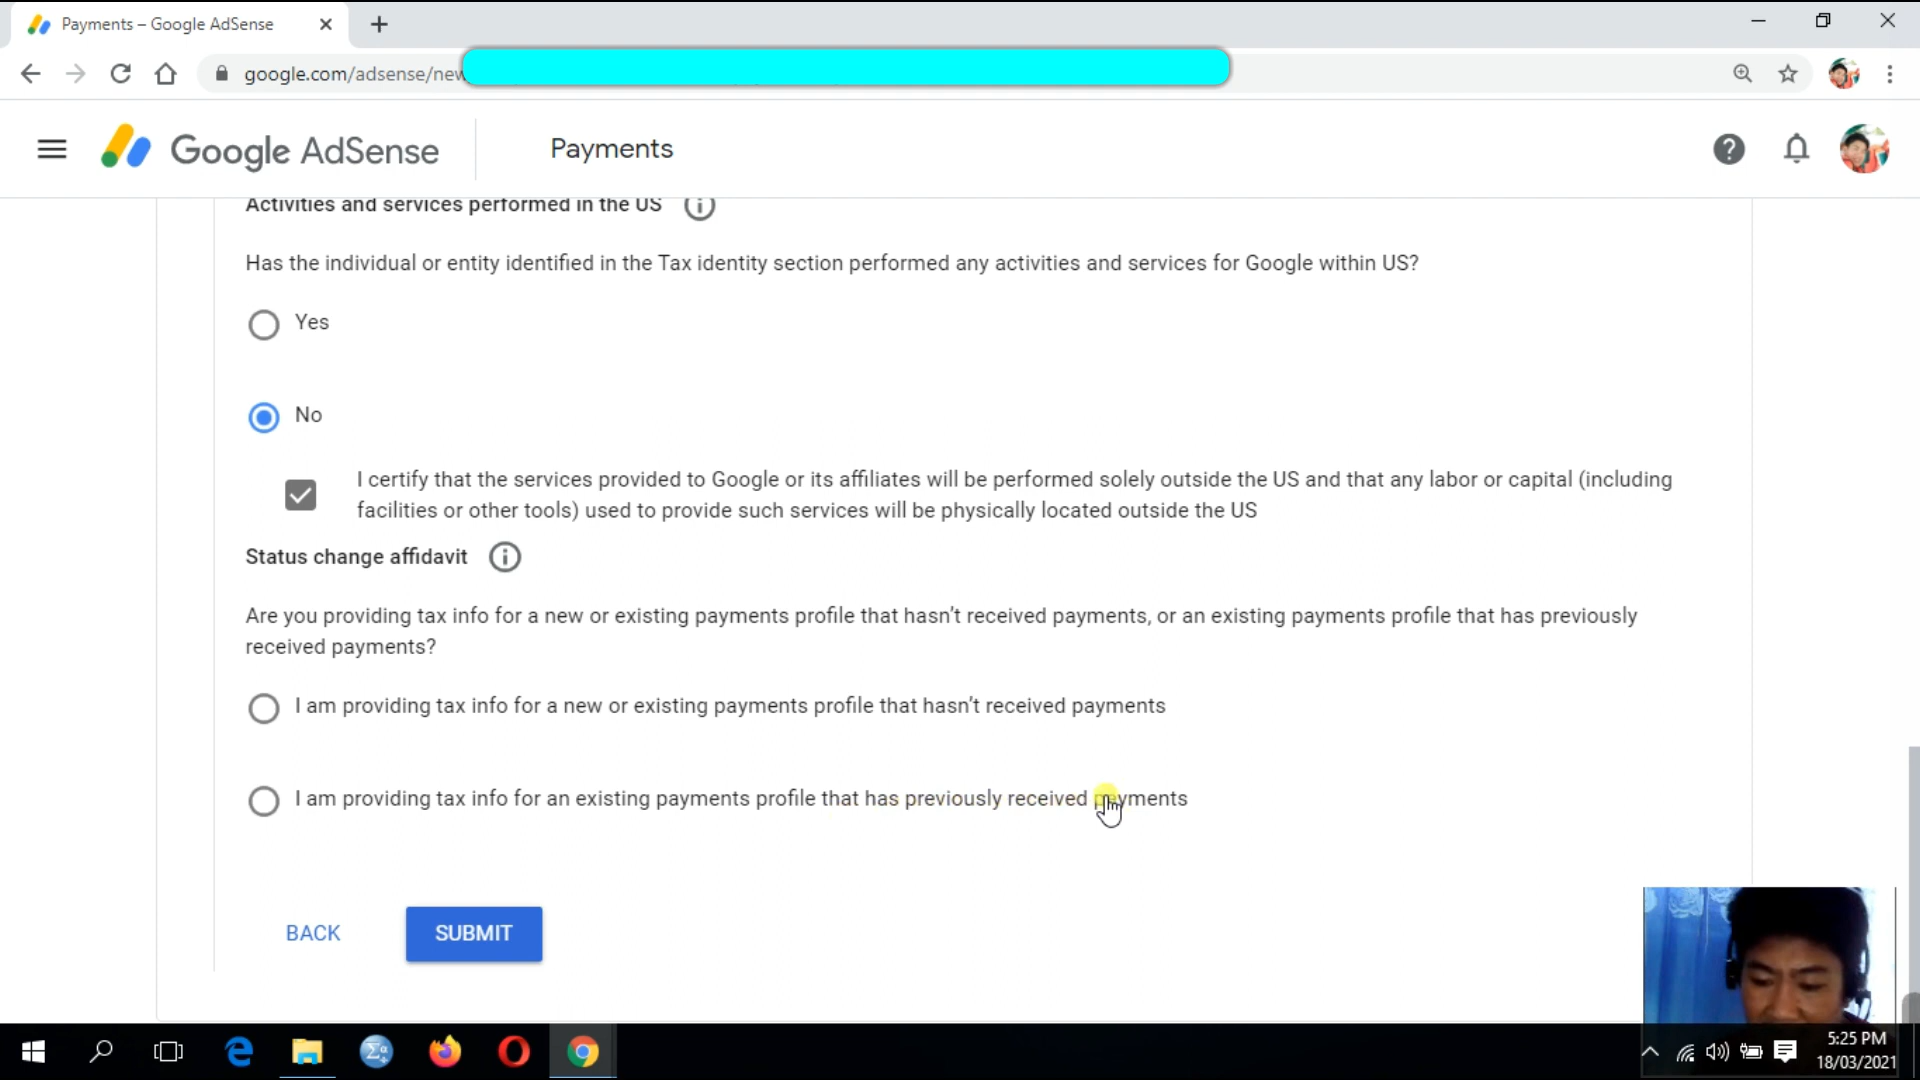 Payments – Google AdSense
google.com/adsense/new
Google AdSense
Payments
Activities and services performed in the US
Has the individual or entity identified in the Tax identity section performed any activities and services for Google within US?
Yes
No
I certify that the services provided to Google or its affiliates will be performed solely outside the US and that any labor or capital (including
facilities or other tools) used to provide such services will be physically located outside the US
Status change affidavit
Are you providing tax info for a new or existing payments profile that hasn't received payments, or an existing payments profile that has previously
received payments?
I am providing tax info for a new or existing payments profile that hasn't received payments
I am providing tax info for an existing payments profile that has previously received payments
BACK
SUBMIT
5:25 PM
18/03/2021